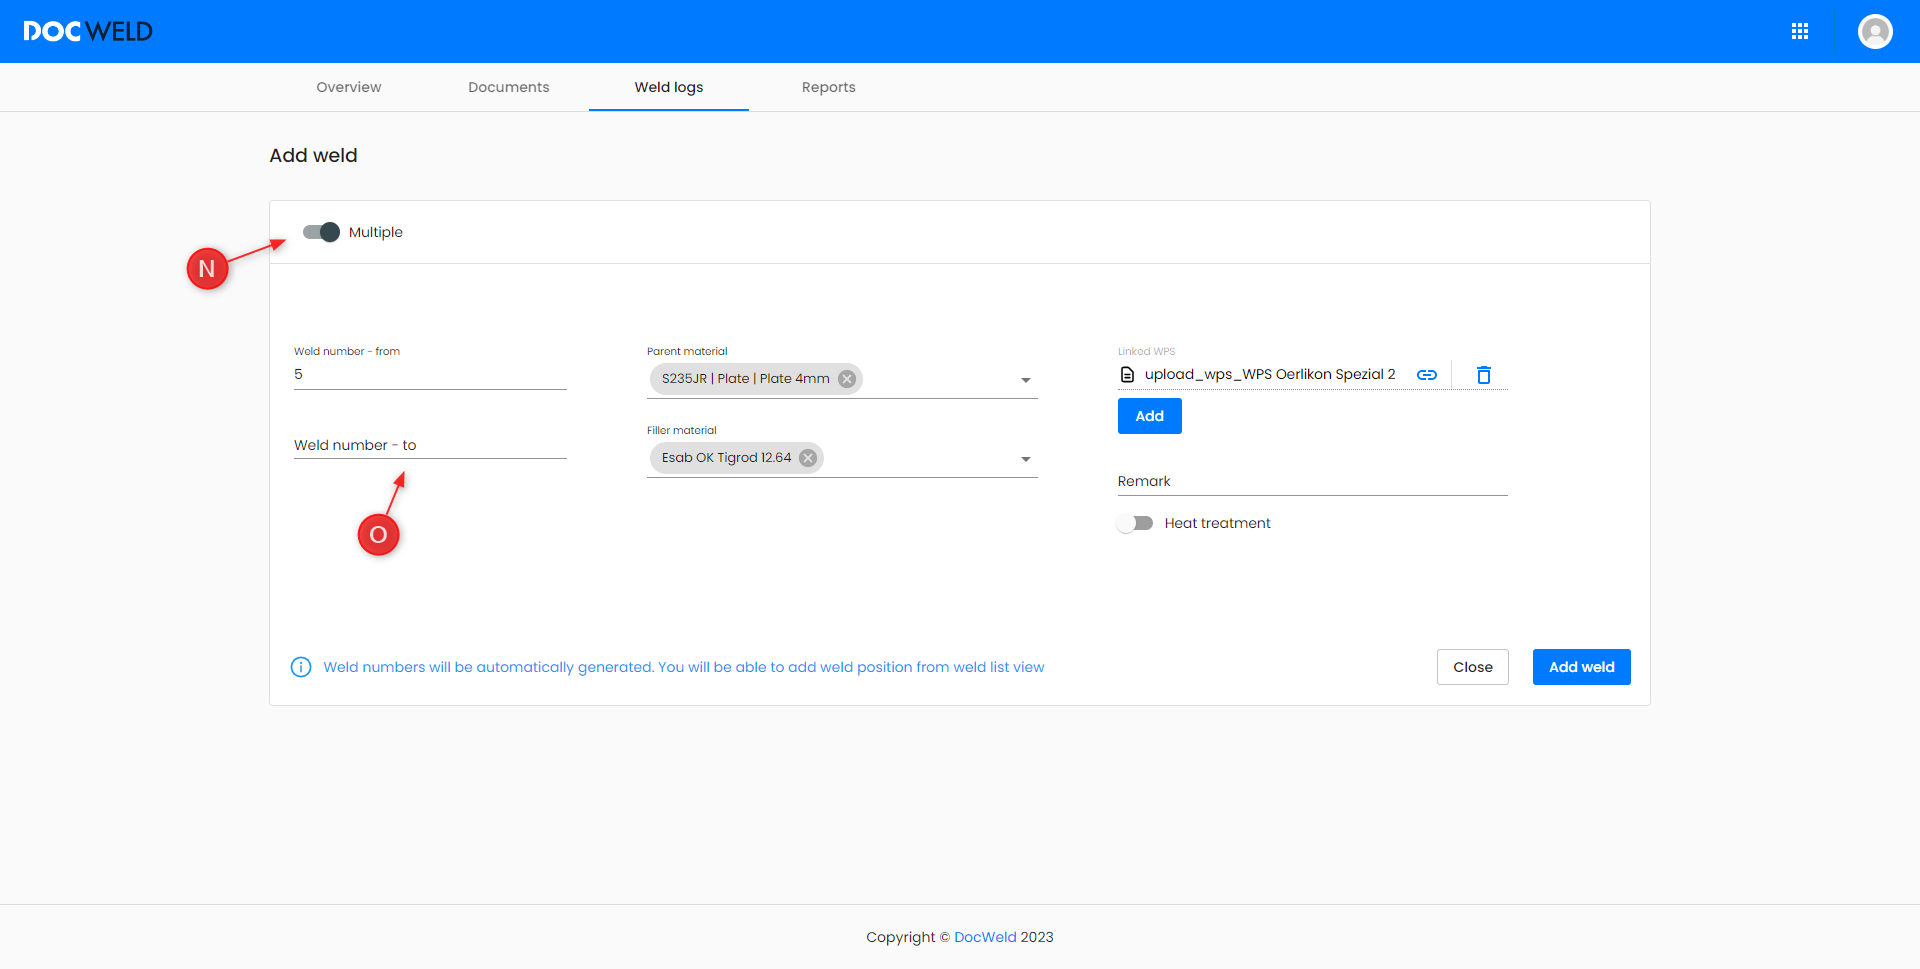 DOCWELD
Overview
Documents
Weld logs
Reports
Add weld
Multiple
N
Weld number - from
5
Weld number - to
O
Parent material
S235JR | Plate | Plate 4mm
Filler material
Esab OK Tigrod 12.64
Linked WPS
upload_wps_WPS Oerlikon Spezial 2
Add
Remark
Heat treatment
Weld numbers will be automatically generated. You will be able to add weld position from weld list view
Close
Add weld
Copyright © DocWeld 2023